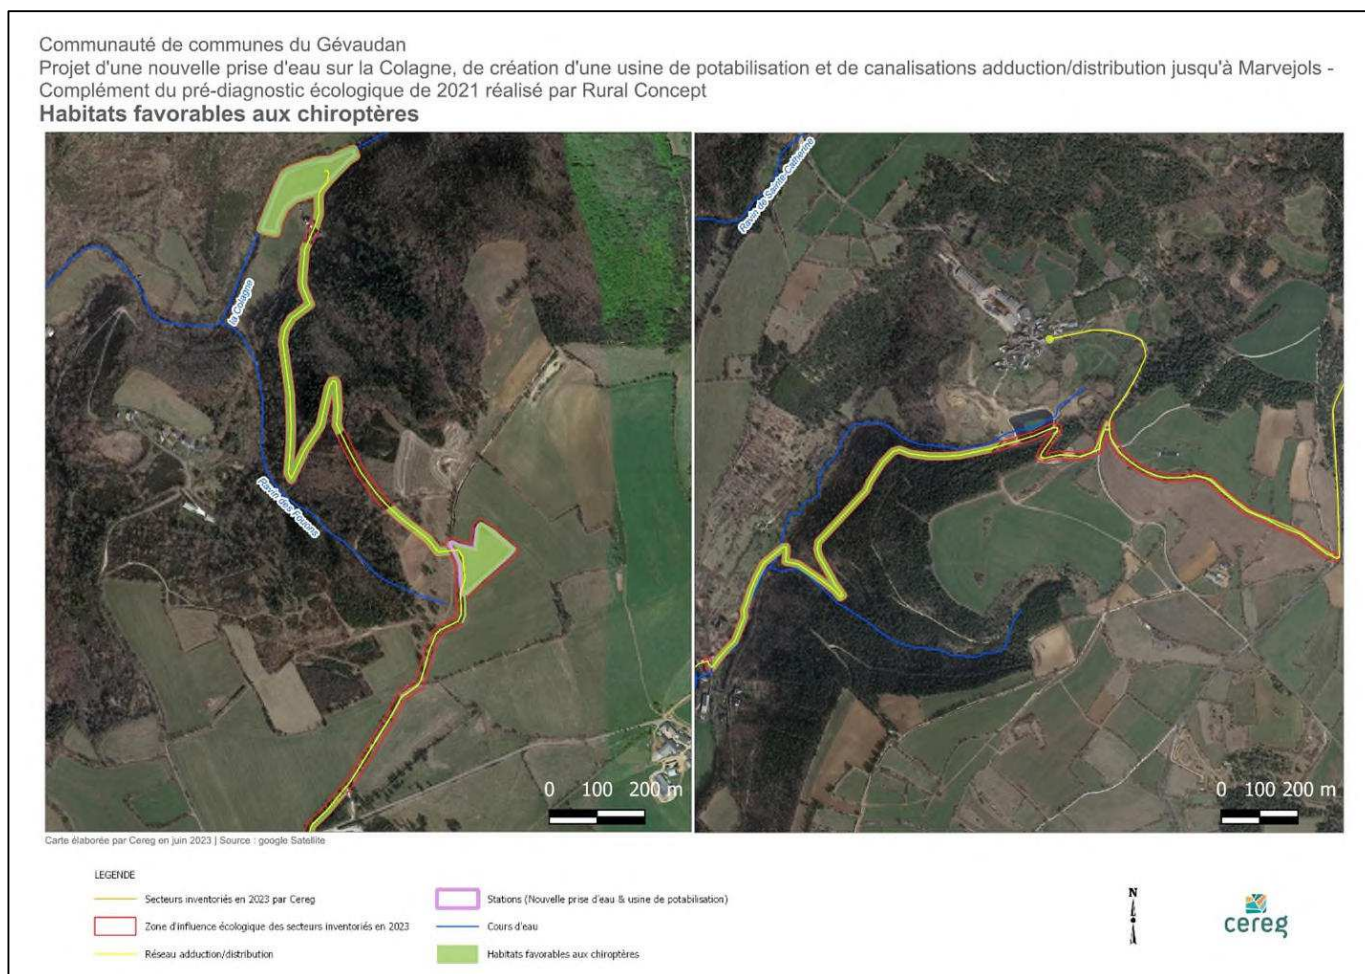 Communauté de communes du Gévaudan
Projet d'une nouvelle prise d'eau sur la Colagne, de création d'une usine de potabilisation et de canalisations adduction/distribution jusqu'à Marvejols -
Complément du pré-diagnostic écologique de 2021 réalisé par Rural Concept
Habitats favorables aux chiroptères
la Colagne
Ravin des Fouons
0 100 200 m
Ravin de Sainte-Catherine
0 100 200 m
Carte élaborée par Cereg en juin 2023 | Source : google Satellite
LEGENDE
Secteurs inventoriés en 2023 par Cereg
Zone d'influence écologique des secteurs inventoriés en 2023
Réseau adduction/distribution
Stations (Nouvelle prise d'eau & usine de potabilisation)
Cours d'eau
Habitats favorables aux chiroptères
N
cereg